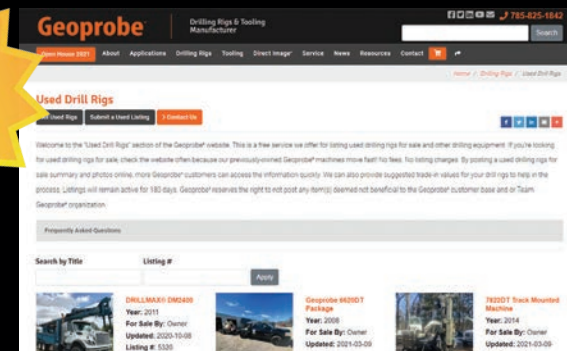 Geoprobe®
Drilling Rigs & Tooling
Manufacturer
785-825-1842
Search
Open House 2021 About Applications Drilling Rigs Tooling Direct Image® Service News Resources Contact
Home / Drilling Rigs / Used Drill Rigs
Used Drill Rigs
Used Rigs Submit a Used Listing Contact Us
Welcome to the "Used Drill Rigs" section of the Geoprobe® website. This is a free service we offer for listing used drilling rigs for sale and other drilling equipment. If you're looking
for used drilling rigs for sale, check the website often because our previously-owned Geoprobe® machines move fast! No fees. No listing charges. By posting a used drilling rigs for
sale summary and photos online, more Geoprobe® customers can access the information quickly. We can also provide suggested trade-in values for your drill rigs to help in the
process. Listings will remain active for 180 days. Geoprobe® reserves the right to not post any item(s) deemed not beneficial to the Geoprobe® customer base and or Team
Geoprobe® organization.
Frequently Asked Questions
Search by Title Listing #
Apply
DRILLMAX® DM2400
Year: 2011
For Sale By: Owner
Updated: 2020-10-08
Listing #: 5330
Geoprobe 6620DT
Package
Year: 2008
For Sale By: Owner
Updated: 2021-03-09
7822DT Track Mounted
Machine
Year: 2014
For Sale By: Owner
Updated: 2021-03-09